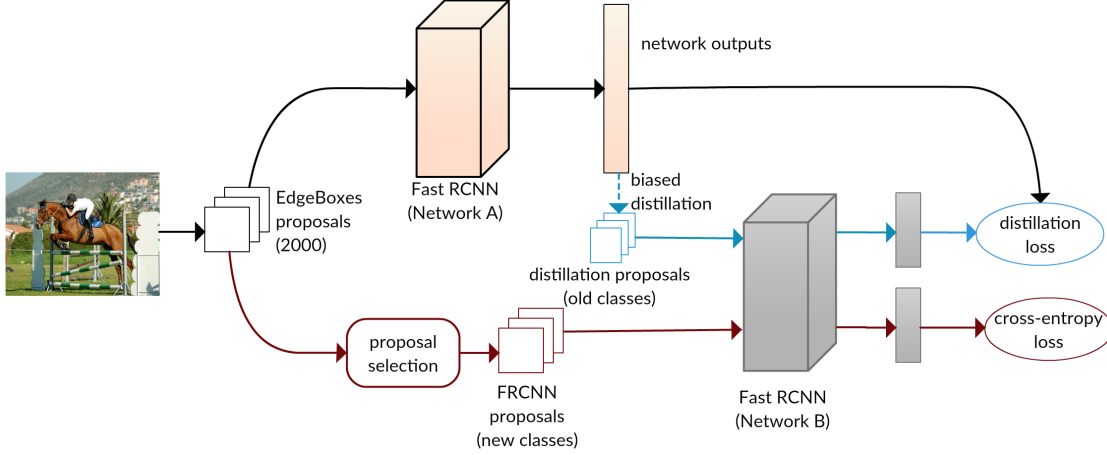 network outputs
EdgeBoxes
proposals
(2000)
Fast RCNN
(Network A)
biased
distillation
distillation proposals
(old classes)
distillation
loss
proposal
selection
FRCNN
proposals
(new classes)
Fast RCNN
(Network B)
cross-entropy
loss